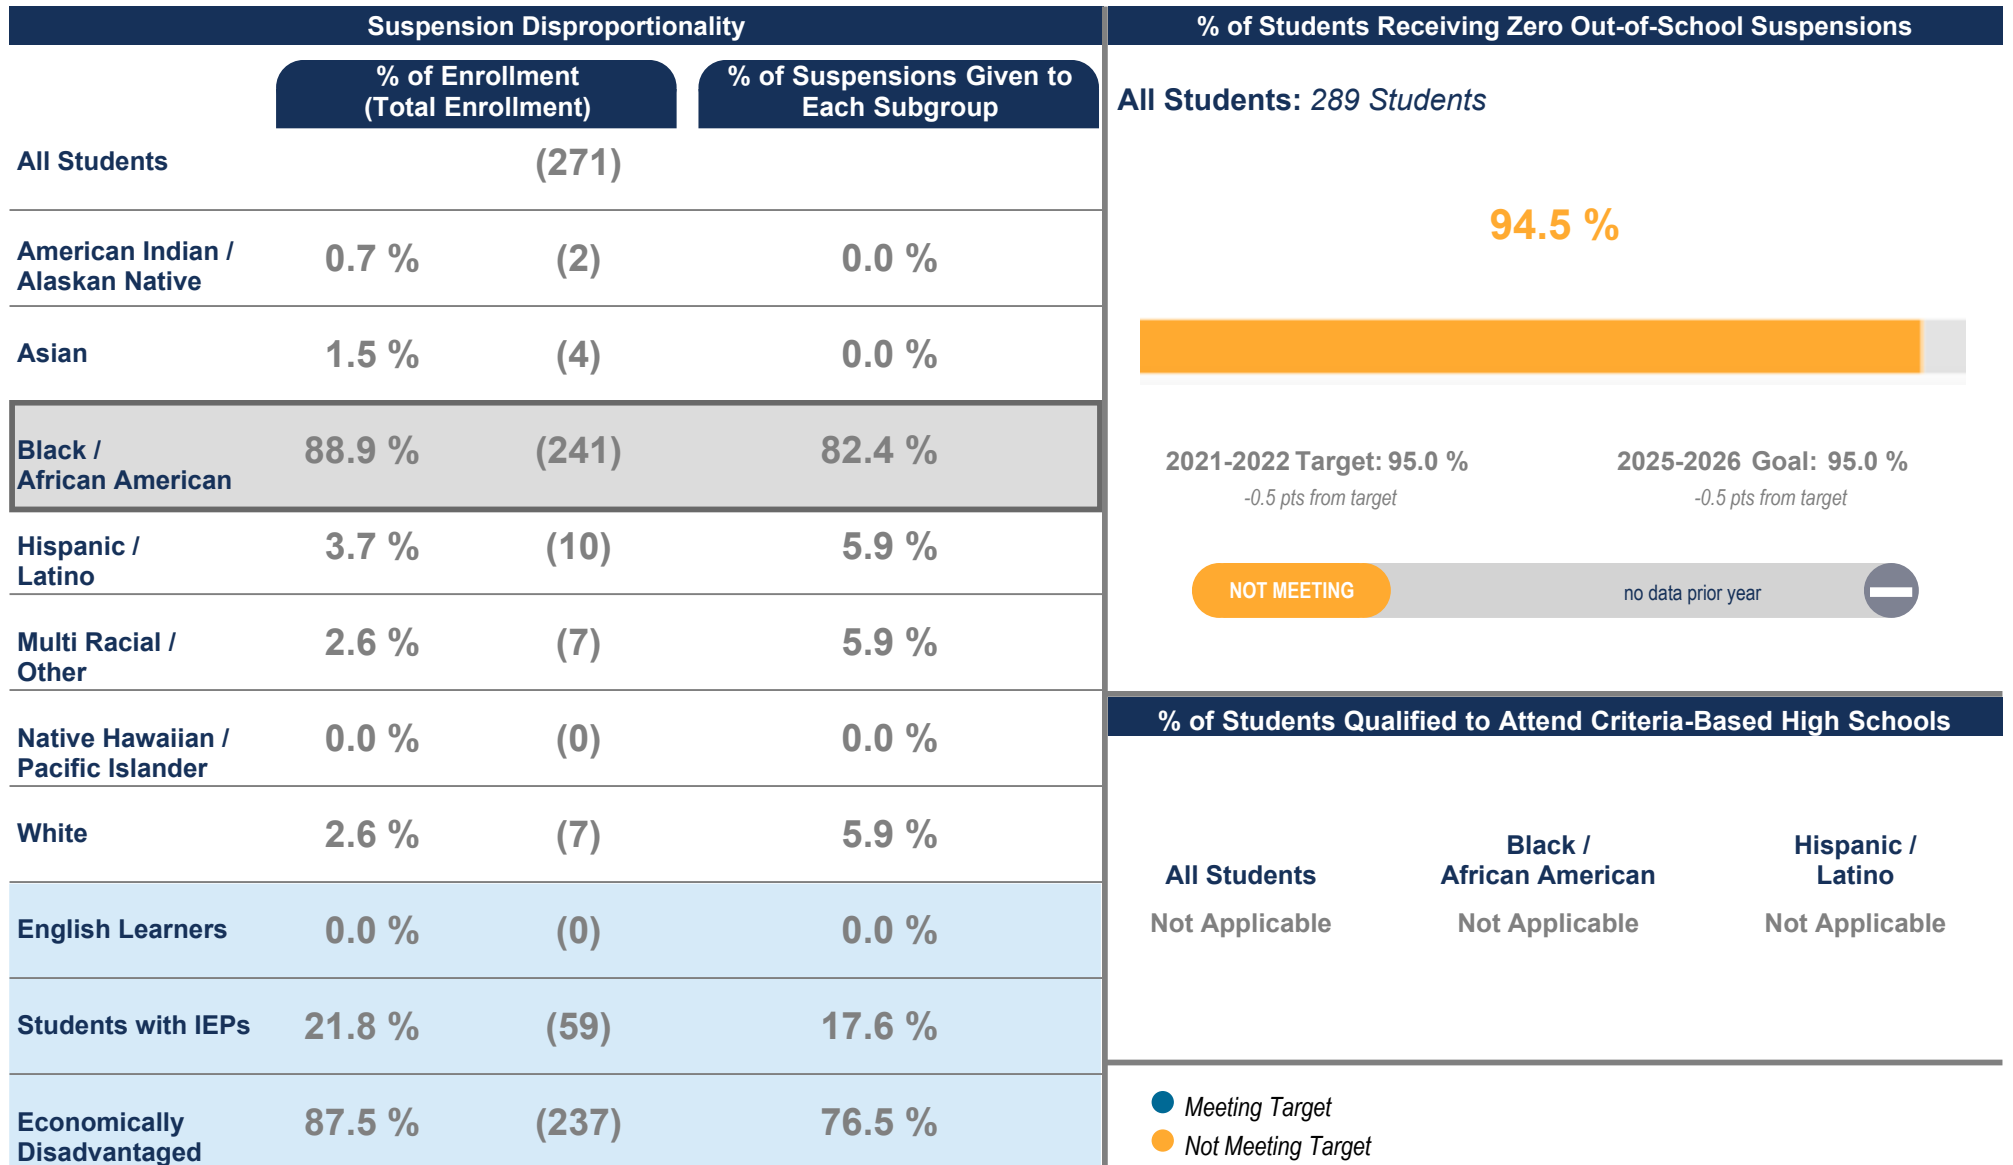 Suspension Disproportionality
% of Enrollment
(Total Enrollment)
% of Suspensions Given to
Each Subgroup
All Students (271)
American Indian /
Alaskan Native
0.7 % (2) 0.0 %
Asian 1.5 % (4) 0.0 %
Black /
African American
88.9 % (241) 82.4 %
Hispanic /
Latino
3.7 % (10) 5.9 %
Multi Racial /
Other
2.6 % (7) 5.9 %
Native Hawaiian /
Pacific Islander
0.0 % (0) 0.0 %
White 2.6 % (7) 5.9 %
English Learners 0.0 % (0) 0.0 %
Students with IEPs 21.8 % (59) 17.6 %
Economically
Disadvantaged
87.5 % (237) 76.5 %
% of Students Receiving Zero Out-of-School Suspensions
All Students: 289 Students
94.5 %
2021-2022 Target: 95.0 %
-0.5 pts from target
2025-2026 Goal: 95.0 %
-0.5 pts from target
NOT MEETING
no data prior year
% of Students Qualified to Attend Criteria-Based High Schools
All Students
Not Applicable
Black /
African American
Not Applicable
Hispanic /
Latino
Not Applicable
Meeting Target
Not Meeting Target